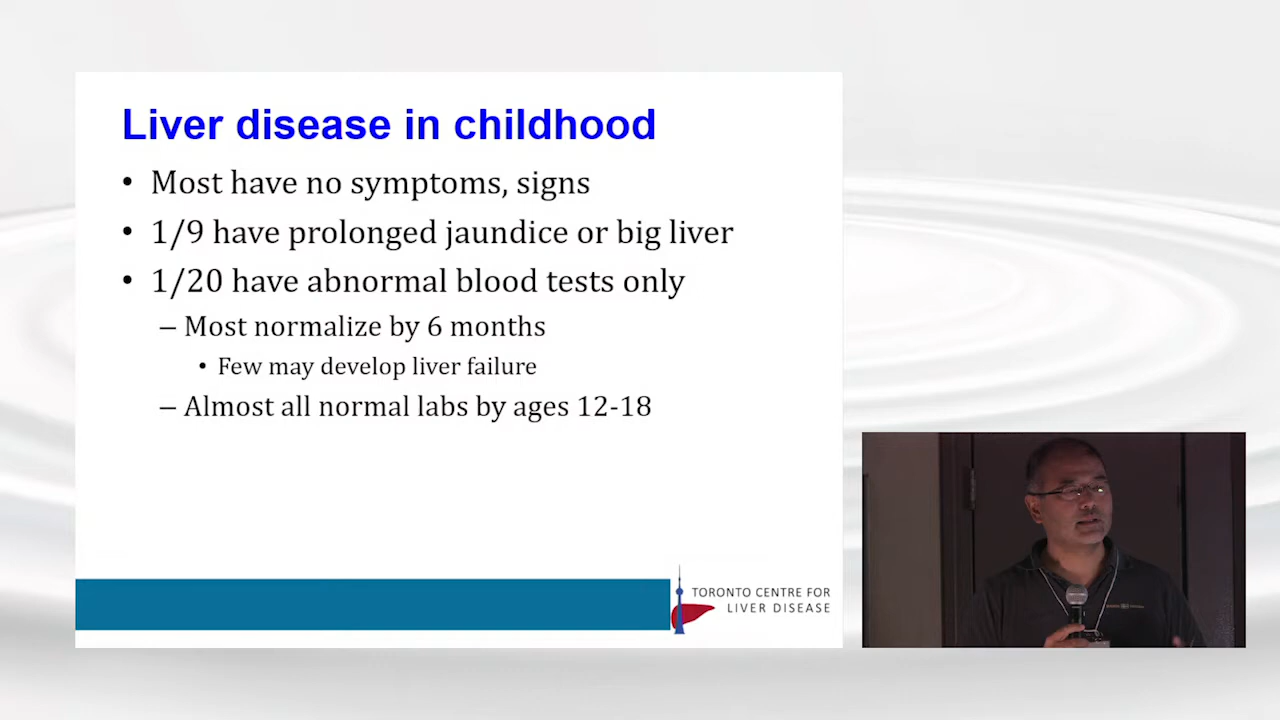 Liver disease in childhood
• Most have no symptoms, signs
• 1/9 have prolonged jaundice or big liver
• 1/20 have abnormal blood tests only
– Most normalize by 6 months
• Few may develop liver failure
– Almost all normal labs by ages 12-18
TORONTO CENTRE FOR
LIVER DISEASE